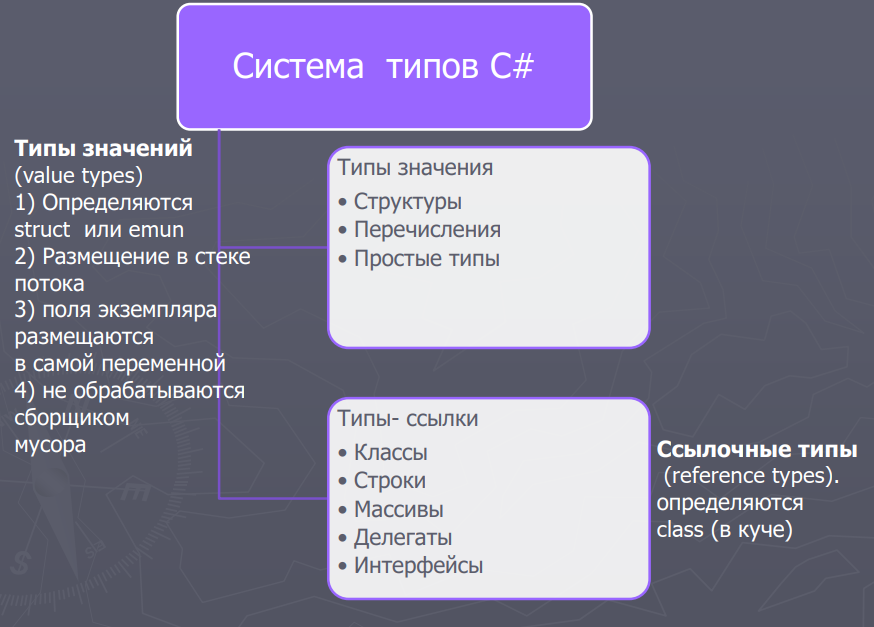 Система типов C#
Типы значений
(value types)
1) Определяются
struct или emun
2) Размещение в стеке
потока
3) поля экземпляра
размещаются
в самой переменной
4) не обрабатываются
сборщиком
мусора
Типы значения
• Структуры
• Перечисления
• Простые типы
Типы- ссылки
• Классы
• Строки
• Массивы
• Делегаты
• Интерфейсы
Ссылочные типы
(reference types).
определяются
class (в куче)
S
SE
E